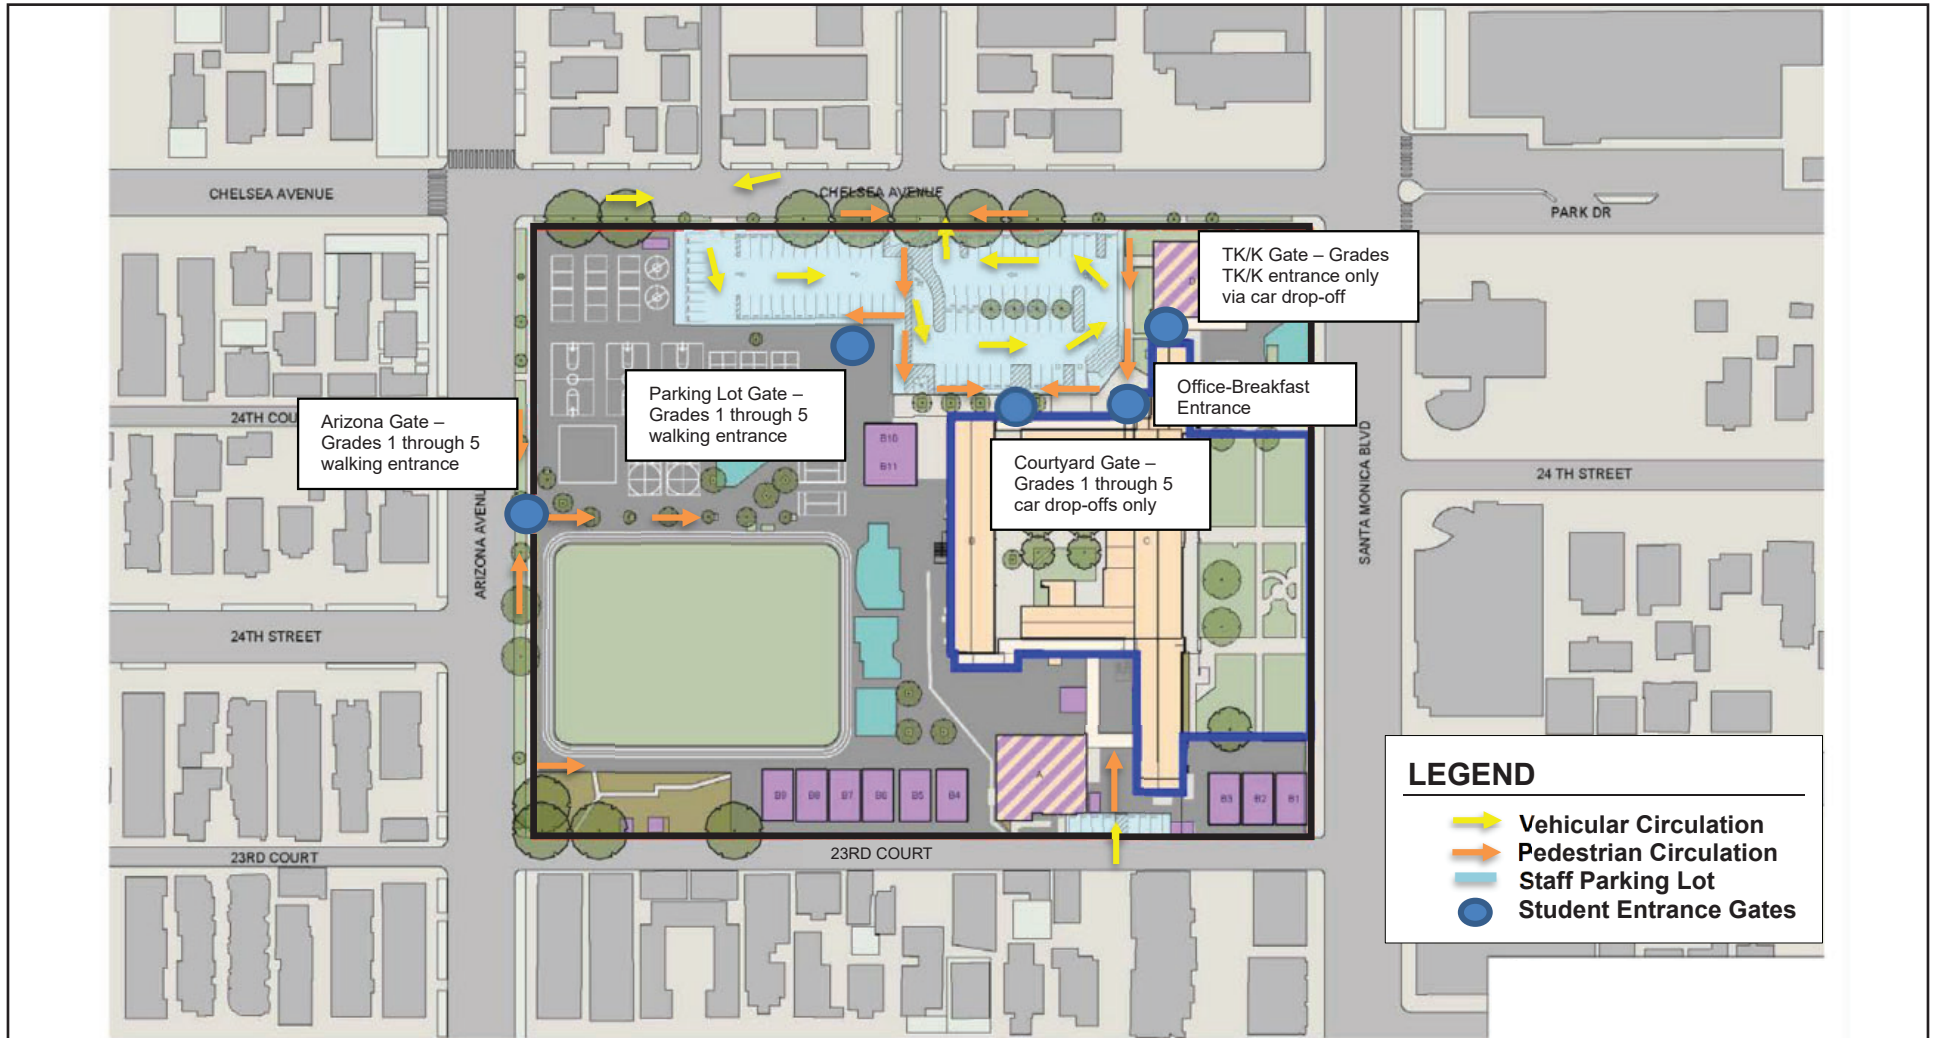 CHELSEA AVENUE
CHELSEA AVENUE
PARK DR
TK/K Gate – Grades
TK/K entrance only
via car drop-off
Office-Breakfast
Entrance
Parking Lot Gate –
Grades 1 through 5
walking entrance
24TH COU
Arizona Gate –
Grades 1 through 5
walking entrance
B10
B11
Courtyard Gate –
Grades 1 through 5
car drop-offs only
24 TH STREET
SANTA MONICA BLVD
ARIZONA AVENU
B
C
24TH STREET
A
B9
B8
B7
B6
B5
B4
B3
B2
B1
23RD COURT
23RD COURT
LEGEND
Vehicular Circulation
Pedestrian Circulation
Staff Parking Lot
Student Entrance Gates